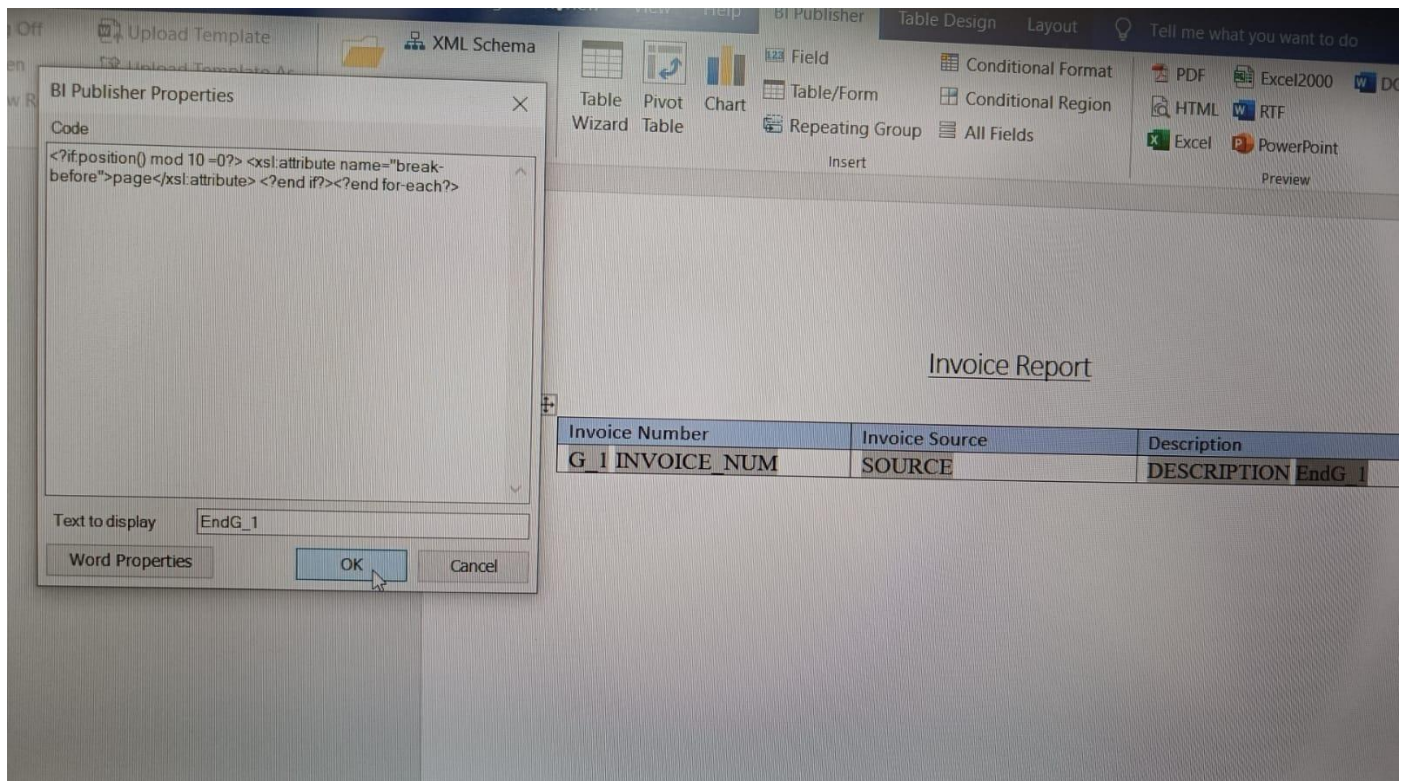 Off
Upload Template
XML Schema
Upload Template As
BI Publisher
Table Design
Layout
Tell me what you want to do
Table Wizard
Pivot Table
Chart
Field
Table/Form
Repeating Group
Conditional Format
Conditional Region
All Fields
Insert
PDF
HTML
Excel
Excel2000
RTF
PowerPoint
Preview
BI Publisher Properties
Code
<?if:position() mod 10 =0?> <xsl:attribute name="break-
before">page</xsl:attribute> <?end if?><?end for-each?>
Text to display
EndG_1
Word Properties
OK
Cancel
Invoice Report
Invoice Number
Invoice Source
Description
G_1 INVOICE_NUM
SOURCE
DESCRIPTION EndG_1